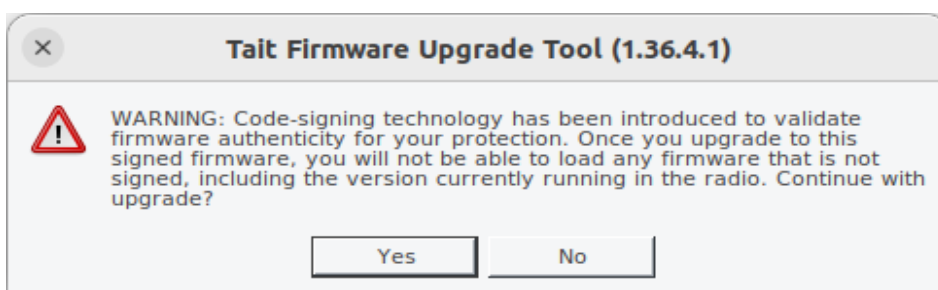 Tait Firmware Upgrade Tool (1.36.4.1)
WARNING: Code-signing technology has been introduced to validate
firmware authenticity for your protection. Once you upgrade to this
signed firmware, you will not be able to load any firmware that is not
signed, including the version currently running in the radio. Continue with
upgrade?
Yes No